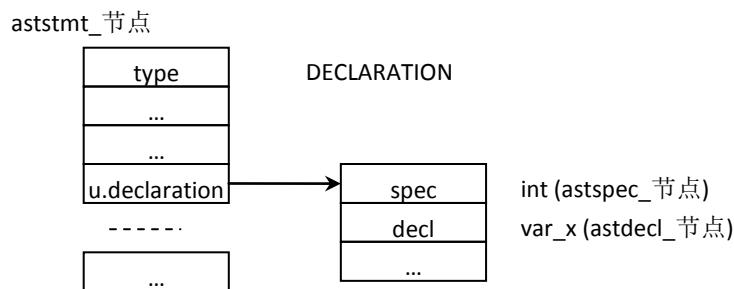 aststmt_节点
type
DECLARATION
...
...
u.declaration
spec
int (astspec_节点)
decl
var_x (astdecl_节点)
...
...